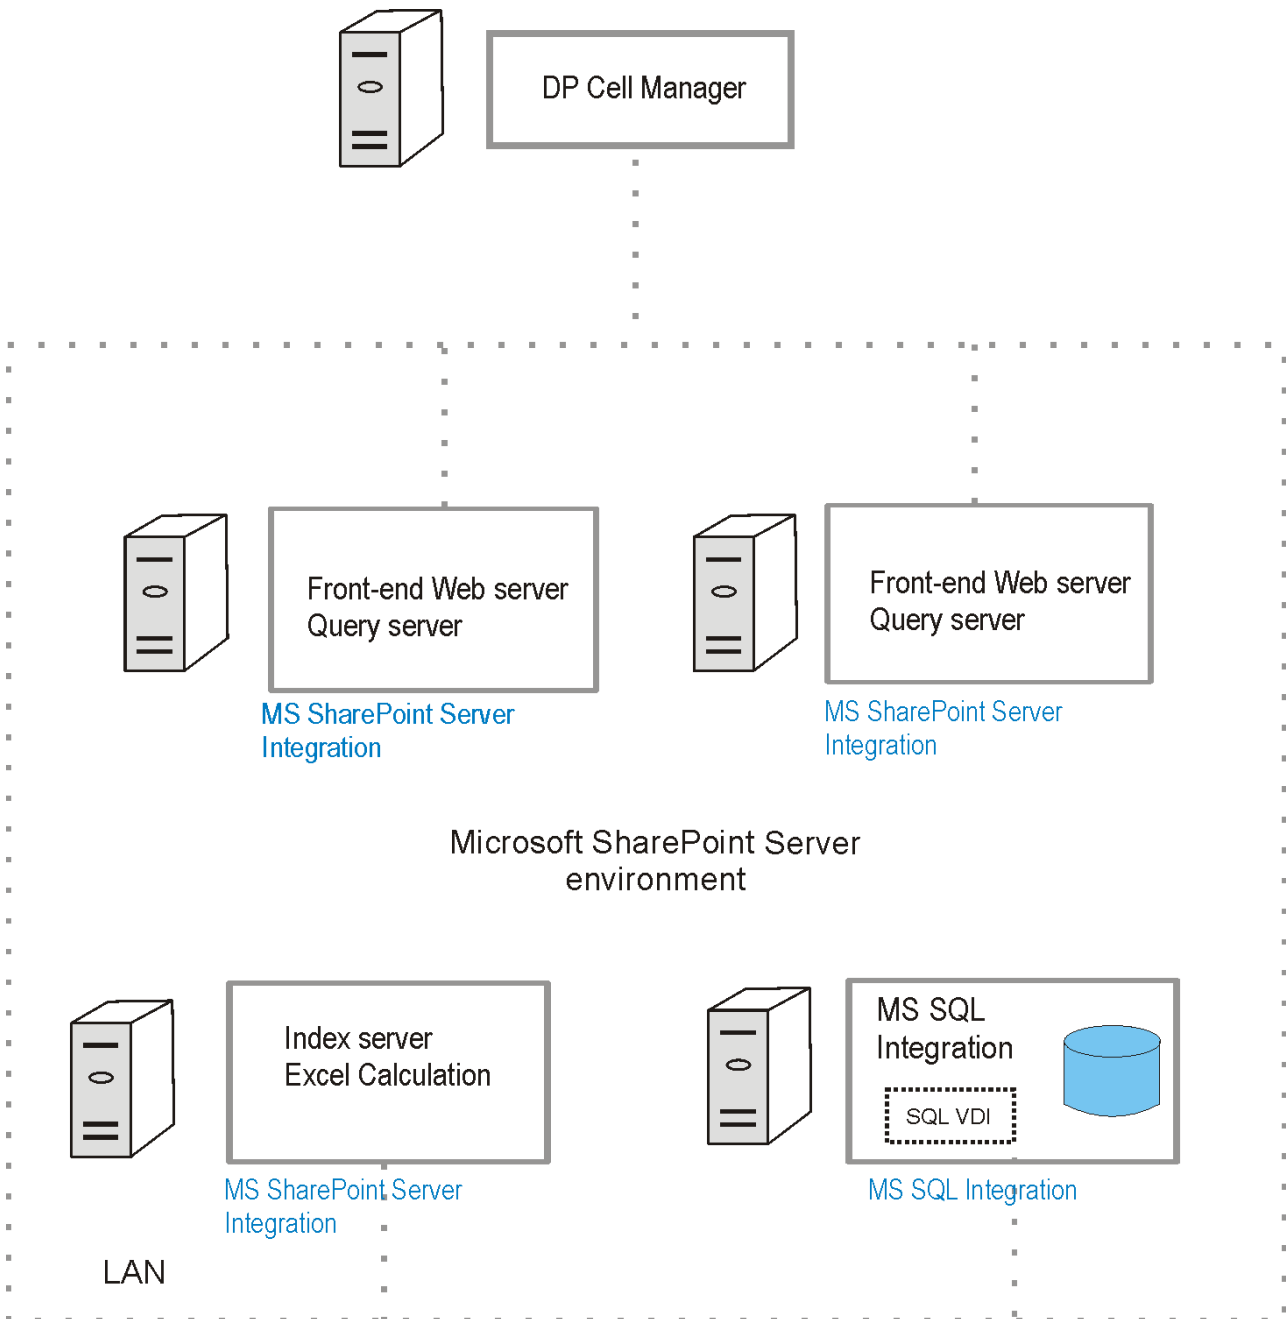 DP Cell Manager
Front-end Web server
Query server
MS SharePoint Server
Integration
Front-end Web server
Query server
MS SharePoint Server
Integration
Microsoft SharePoint Server
environment
Index server
Excel Calculation
MS SharePoint Server
Integration
MS SQL
Integration
SQL VDI
MS SQL Integration
LAN